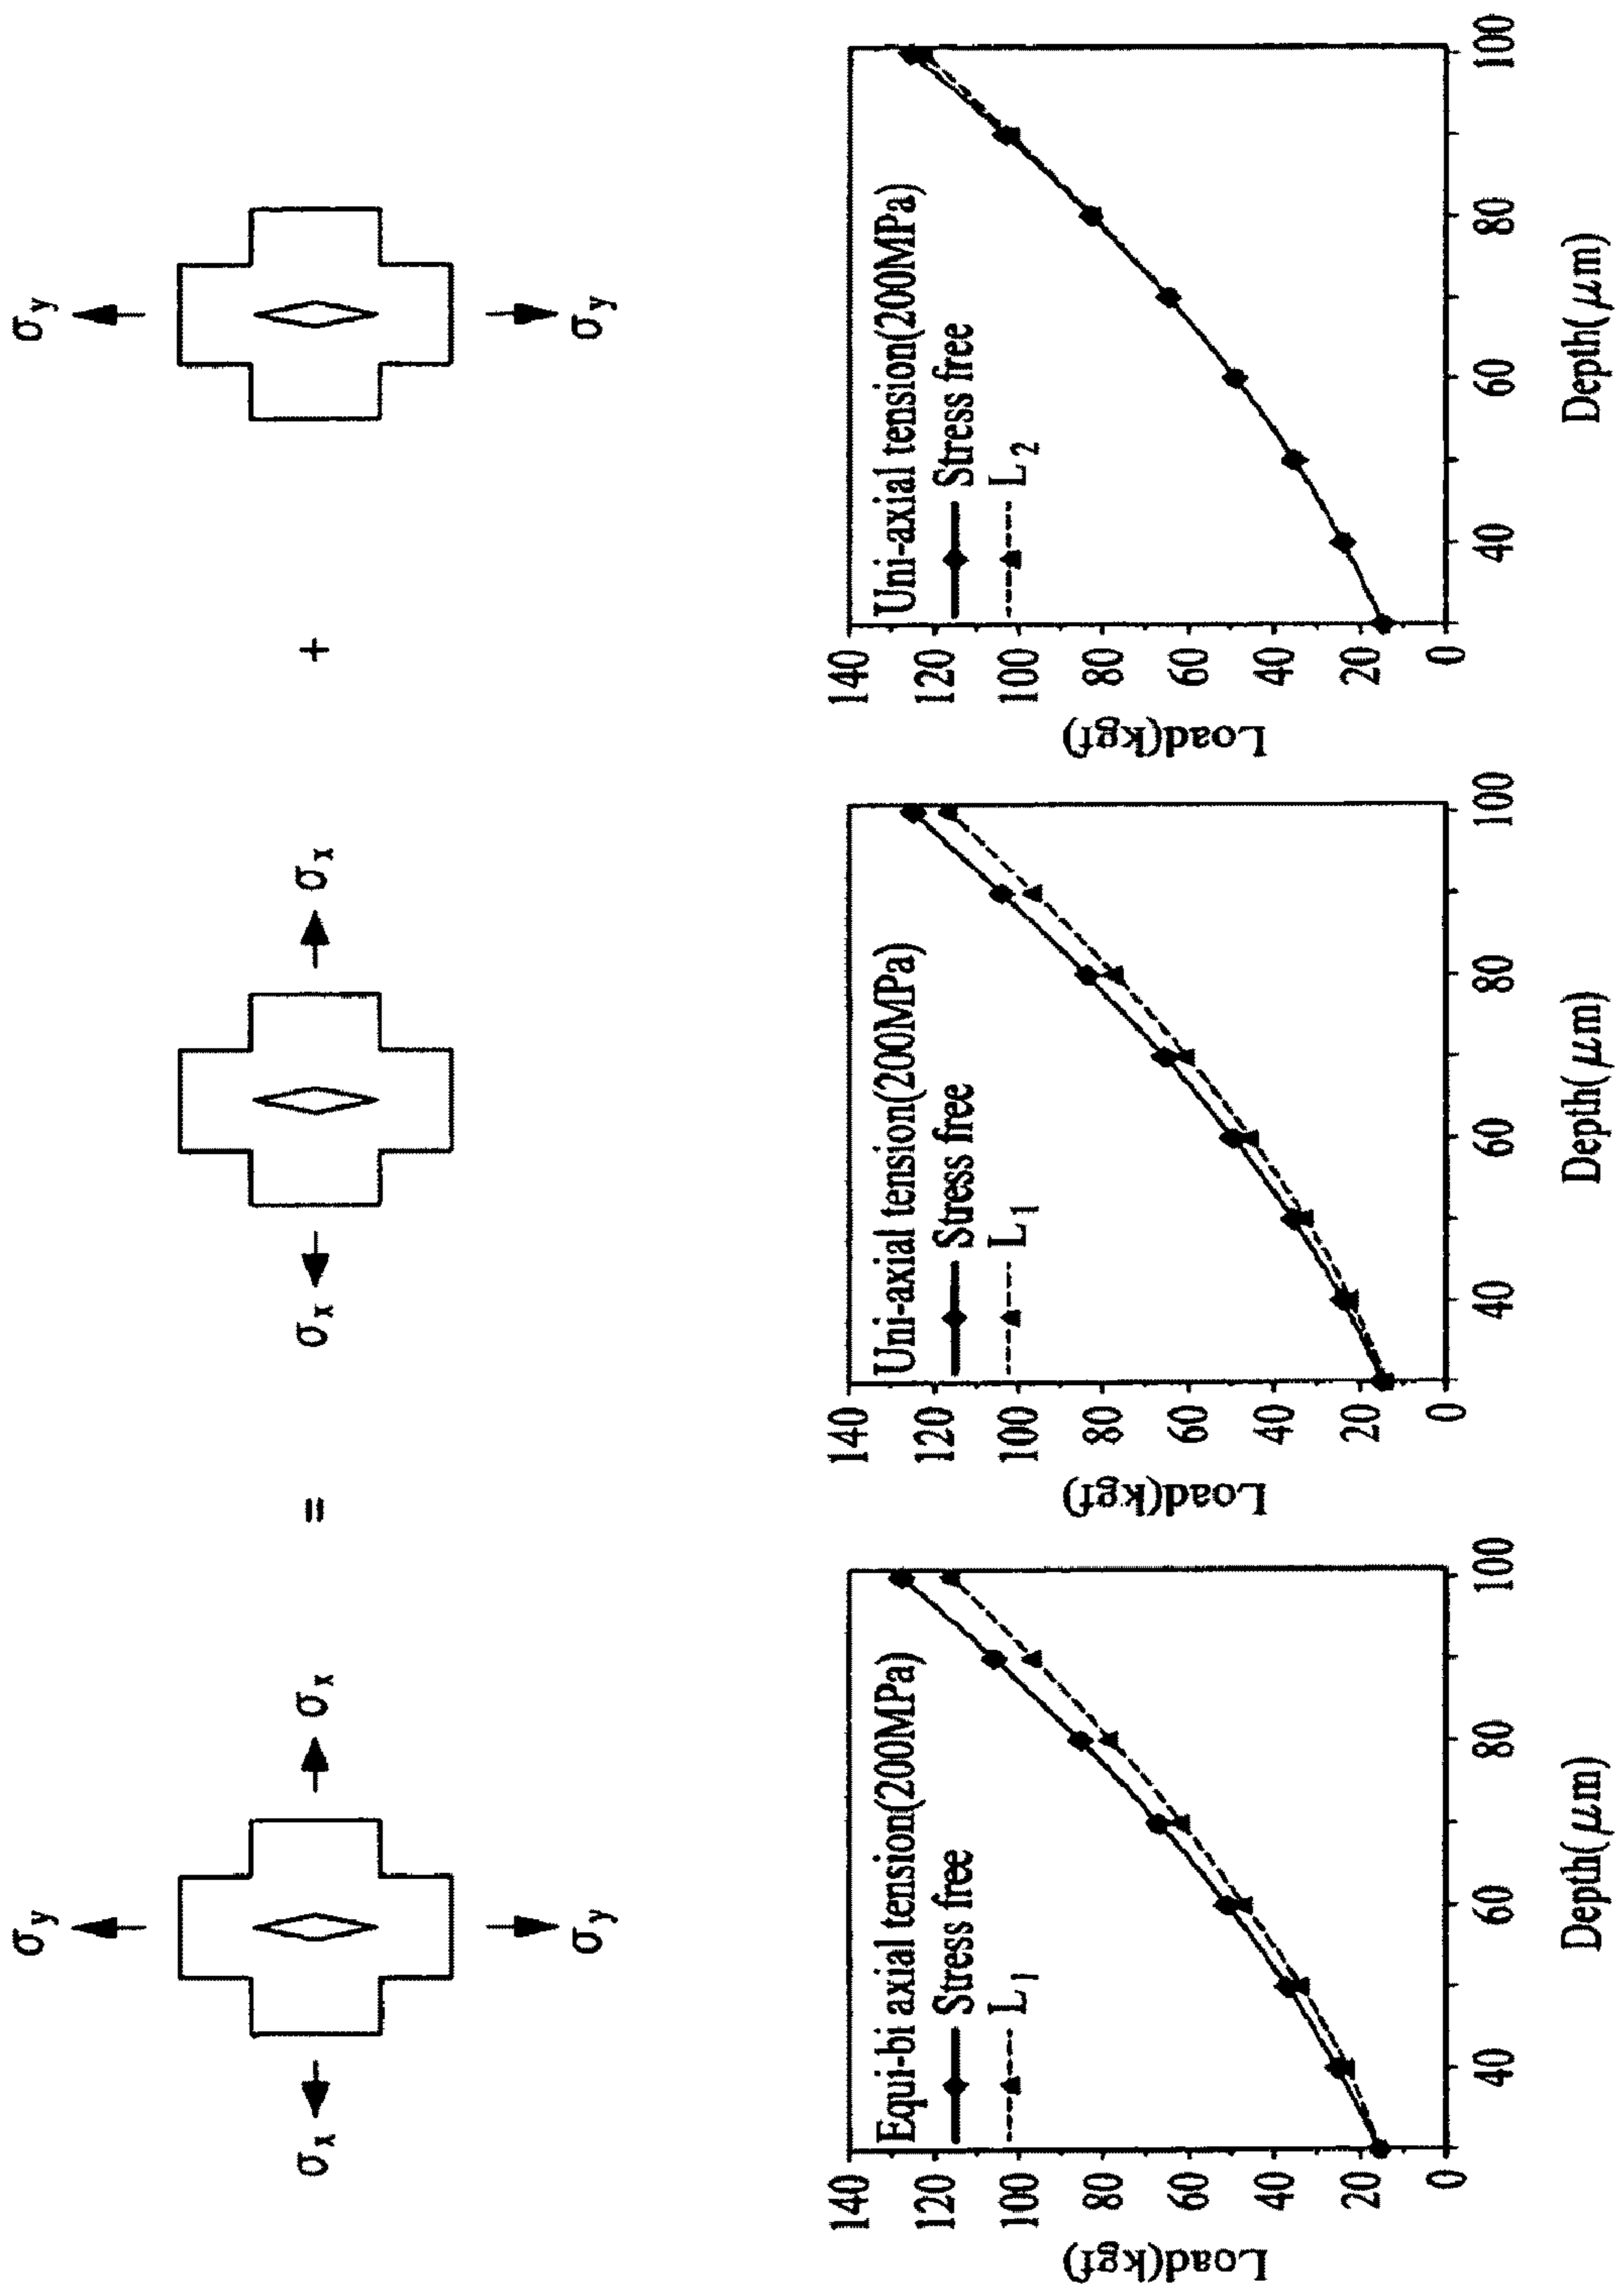 σy
σx
σx
σy
=
σx
σx
+
σy
σy
Equi-bi axial tension(200MPa)
Stress free
L1
140
120
100
80
60
40
20
0
Load(kgf)
40
60
80
100
Depth(μm)
Uni-axial tension(200MPa)
Stress free
L1
140
120
100
80
60
40
20
0
Load(kgf)
40
60
80
100
Depth(μm)
Uni-axial tension(200MPa)
Stress free
L2
140
120
100
80
60
40
20
0
Load(kgf)
40
60
80
100
Depth(μm)